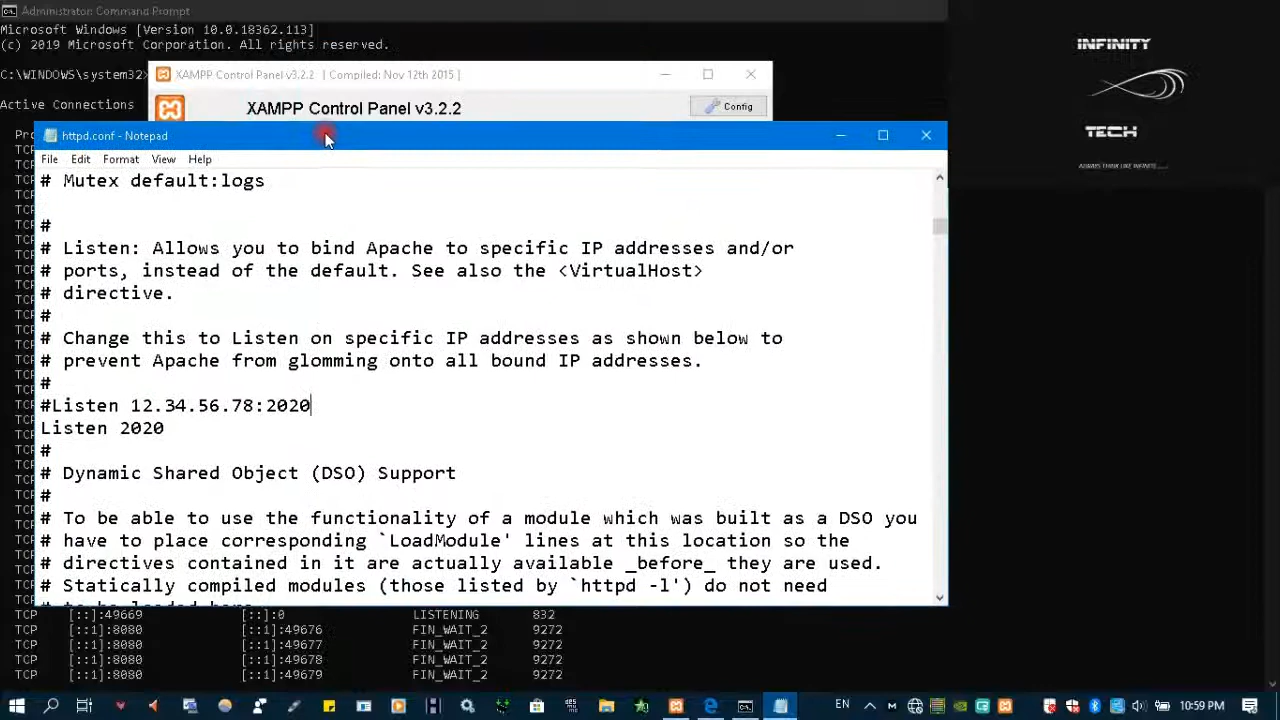 Administrator: Command Prompt
Microsoft Windows [Version 10.0.18362.113]
(c) 2019 Microsoft Corporation. All rights reserved.
C:\WINDOWS\system32>
Active Connections
XAMPP Control Panel v3.2.2 [ Compiled: Nov 12th 2015 ]
XAMPP Control Panel v3.2.2
Config
httpd.conf - Notepad
File Edit Format View Help
# Mutex default:logs
#
# Listen: Allows you to bind Apache to specific IP addresses and/or
# ports, instead of the default. See also the <VirtualHost>
# directive.
#
# Change this to Listen on specific IP addresses as shown below to
# prevent Apache from glomming onto all bound IP addresses.
#
#Listen 12.34.56.78:2020
Listen 2020
#
# Dynamic Shared Object (DSO) Support
#
# To be able to use the functionality of a module which was built as a DSO you
# have to place corresponding `LoadModule' lines at this location so the
# directives contained in it are actually available _before_ they are used.
# Statically compiled modules (those listed by `httpd -l') do not need
TCP [::]:49669 [::]:0 LISTENING 832
TCP [::1]:8080 [::1]:49676 FIN_WAIT_2 9272
TCP [::1]:8080 [::1]:49677 FIN_WAIT_2 9272
TCP [::1]:8080 [::1]:49678 FIN_WAIT_2 9272
TCP [::1]:8080 [::1]:49679 FIN_WAIT_2 9272
INFINITY
TECH
ALWAYS THINK LIKE INFINITE......
EN
10:59 PM